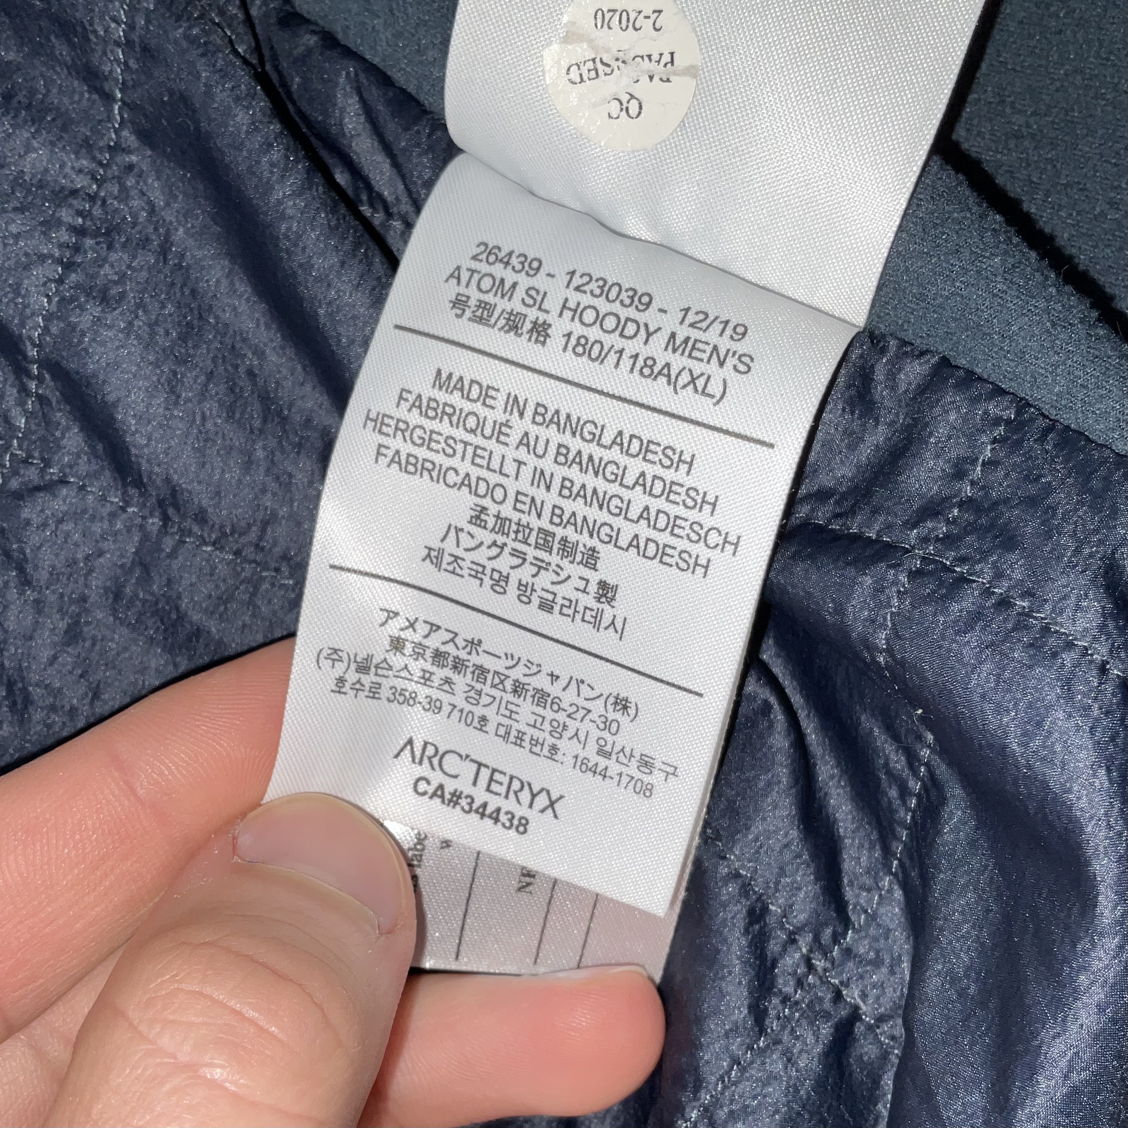 QC
PASSED
2-2020
26439 - 123039 - 12/19
ATOM SL HOODY MEN'S
号型/规格 180/118A(XL)
MADE IN BANGLADESH
FABRIQUÉ AU BANGLADESH
HERGESTELLT IN BANGLADESCH
FABRICADO EN BANGLADESH
孟加拉国制造
バングラデシュ製
제조국명 방글라데시
アメアスポーツジャパン(株)
東京都新宿区新宿6-27-30
(주)넬슨스포츠 경기도 고양시 일산동구
호수로 358-39 710호 대표번호: 1644-1708
ARC'TERYX
CA#34438